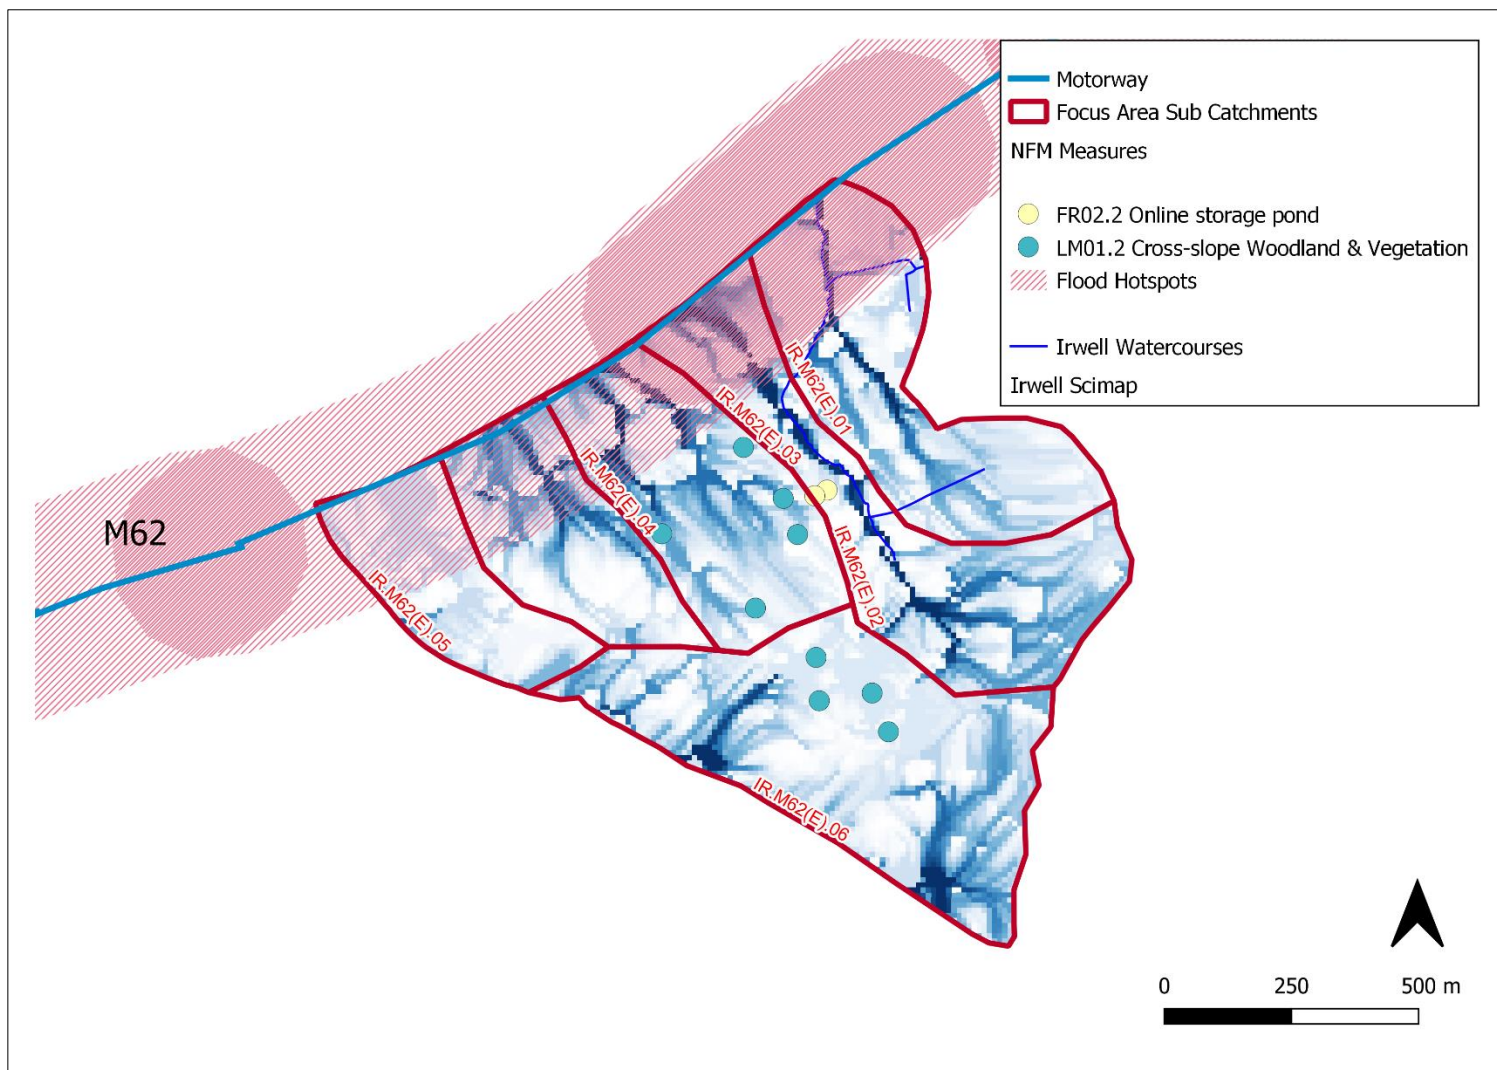 Motorway
Focus Area Sub Catchments
NFM Measures
FR02.2 Online storage pond
LM01.2 Cross-slope Woodland & Vegetation
Flood Hotspots
Irwell Watercourses
Irwell Scimap
IR.M62(E).01
IR.M62(E).03
IR.M62(E).04
M62
IR.M62(E).02
IR.M62(E).05
IR.M62(E).06
0 250 500 m